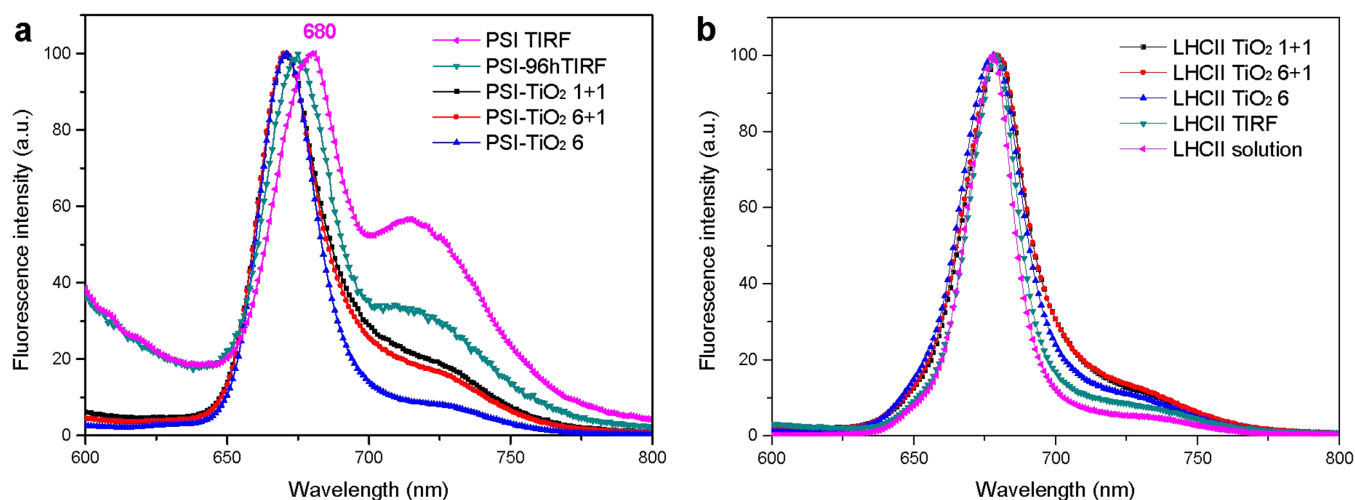 a
680
PSI TIRF
PSI-96hTIRF
PSI-TiO₂ 1+1
PSI-TiO₂ 6+1
PSI-TiO₂ 6
Fluorescence intensity (a.u.)
100
80
60
40
20
0
600
650
700
750
800
Wavelength (nm)
b
LHCII TiO₂ 1+1
LHCII TiO₂ 6+1
LHCII TiO₂ 6
LHCII TIRF
LHCII solution
Fluorescence intensity (a.u.)
100
80
60
40
20
0
600
650
700
750
800
Wavelength (nm)